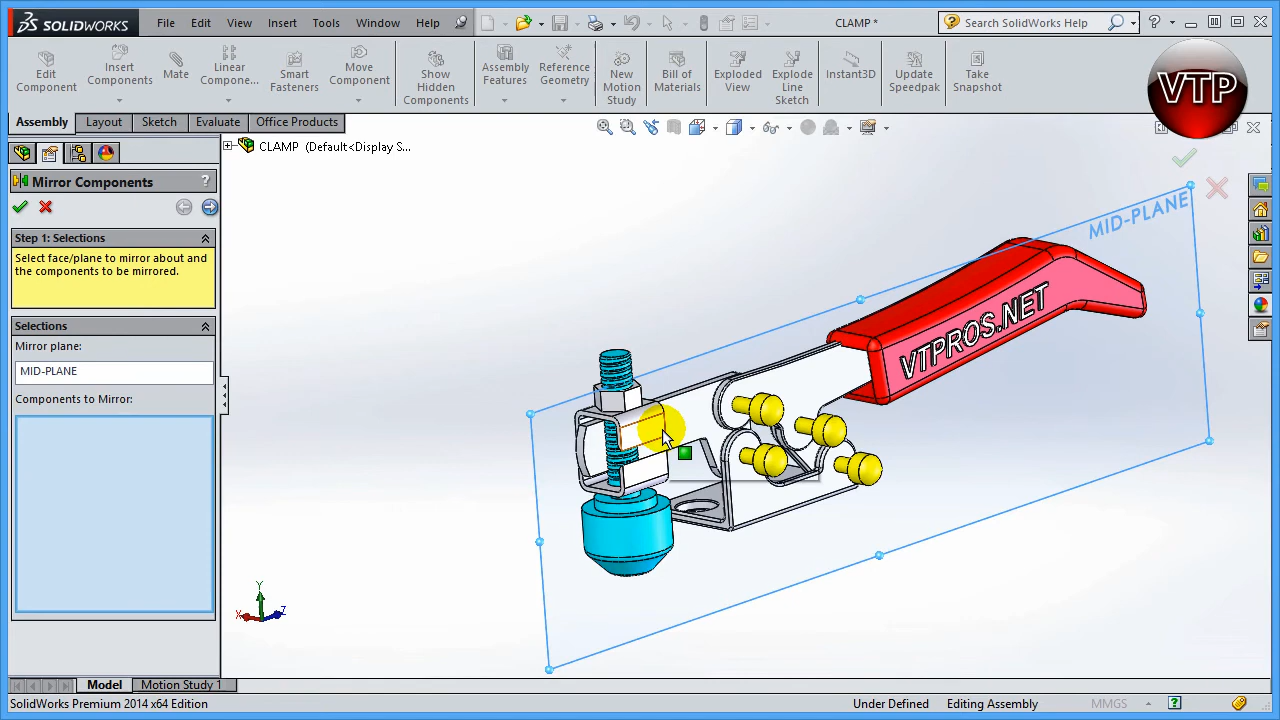 SOLIDWORKS File Edit View Insert Tools Window Help CLAMP * Search SolidWorks Help ?
Edit Component
Insert Components
Mate
Linear Compone...
Smart Fasteners
Move Component
Show Hidden Components
Assembly Features
Reference Geometry
New Motion Study
Bill of Materials
Exploded View
Explode Line Sketch
Instant3D
Update Speedpak
Take Snapshot
VTP
Assembly Layout Sketch Evaluate Office Products
CLAMP (Default<Display S...
Mirror Components ?
Step 1: Selections
Select face/plane to mirror about and
the components to be mirrored.
Selections
Mirror plane:
MID-PLANE
Components to Mirror:
MID-PLANE
VTPROS.NET
Y
X
Z
Model Motion Study 1
SolidWorks Premium 2014 x64 Edition Under Defined Editing Assembly MMGS ?